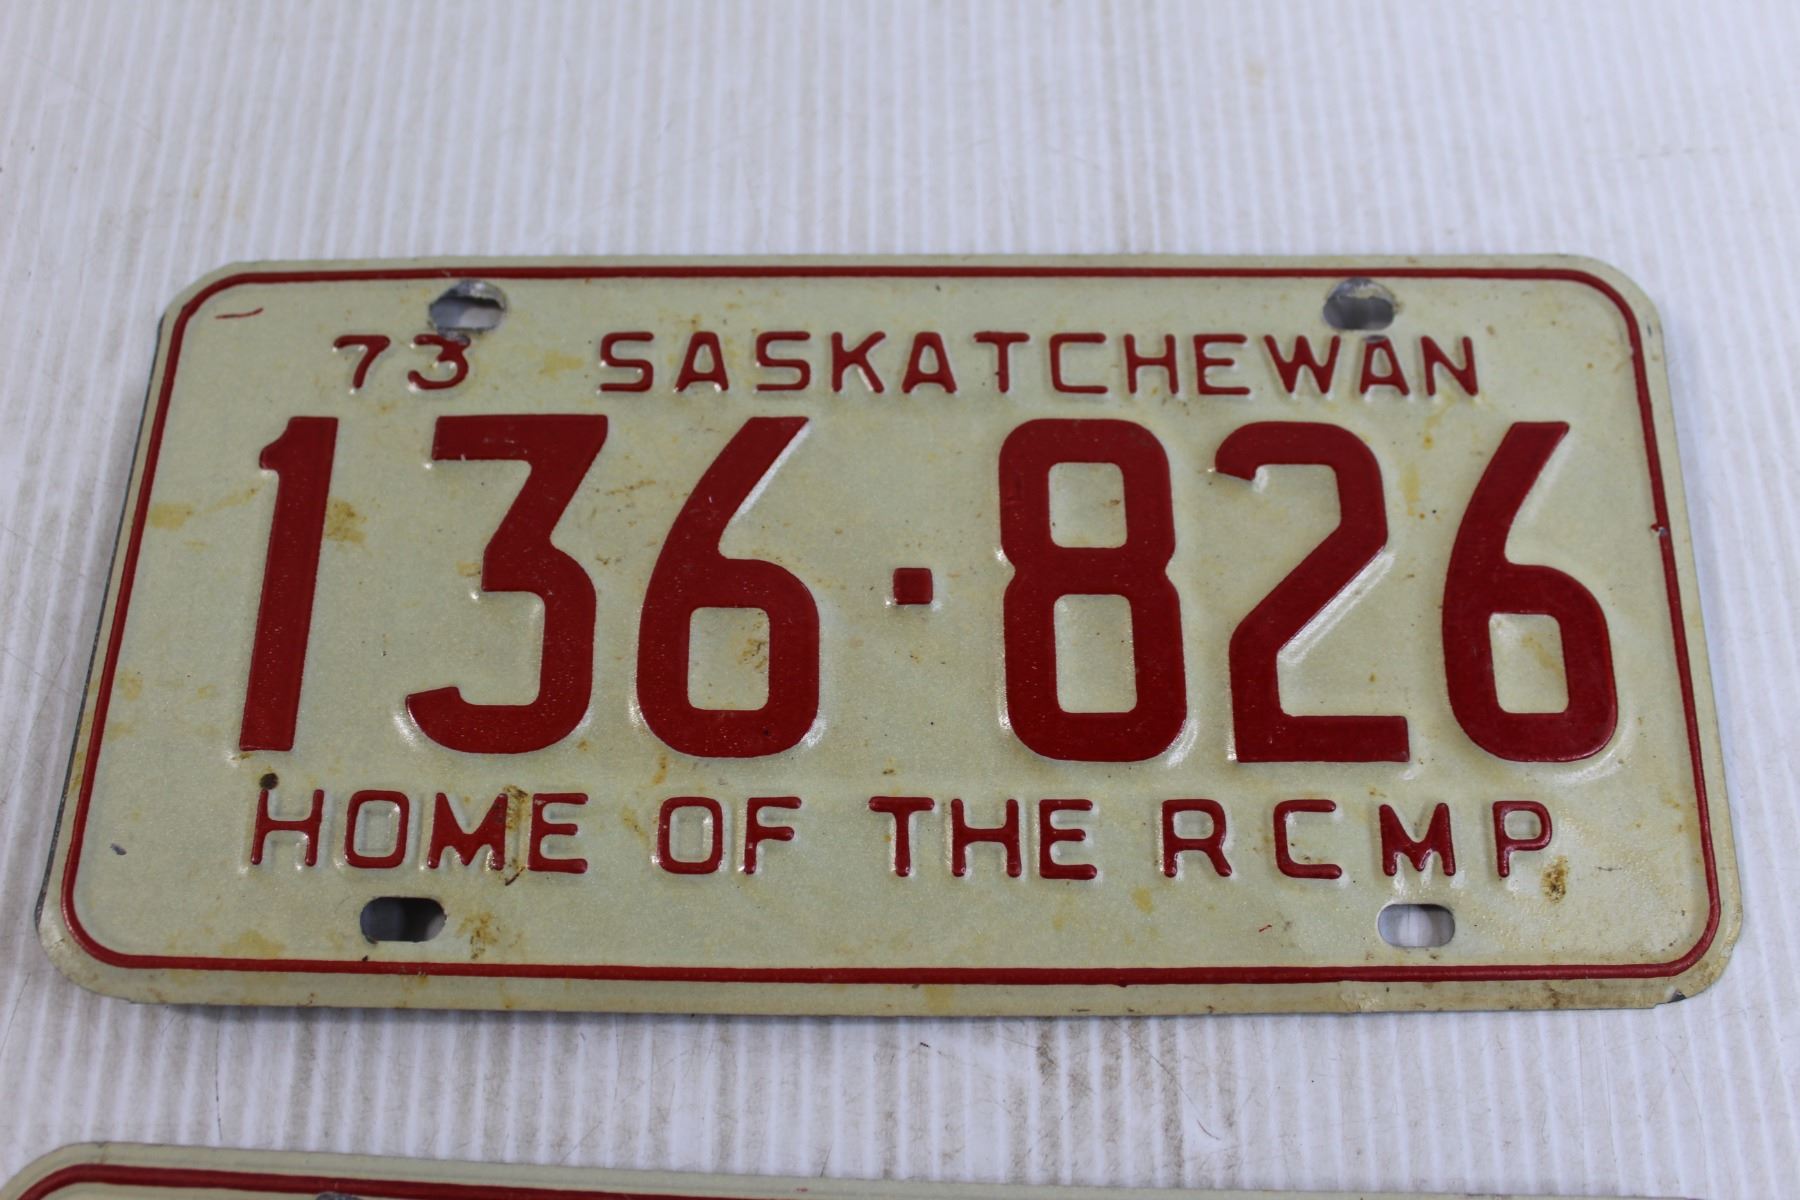 73 SASKATCHEWAN
136·826
HOME OF THE RCMP